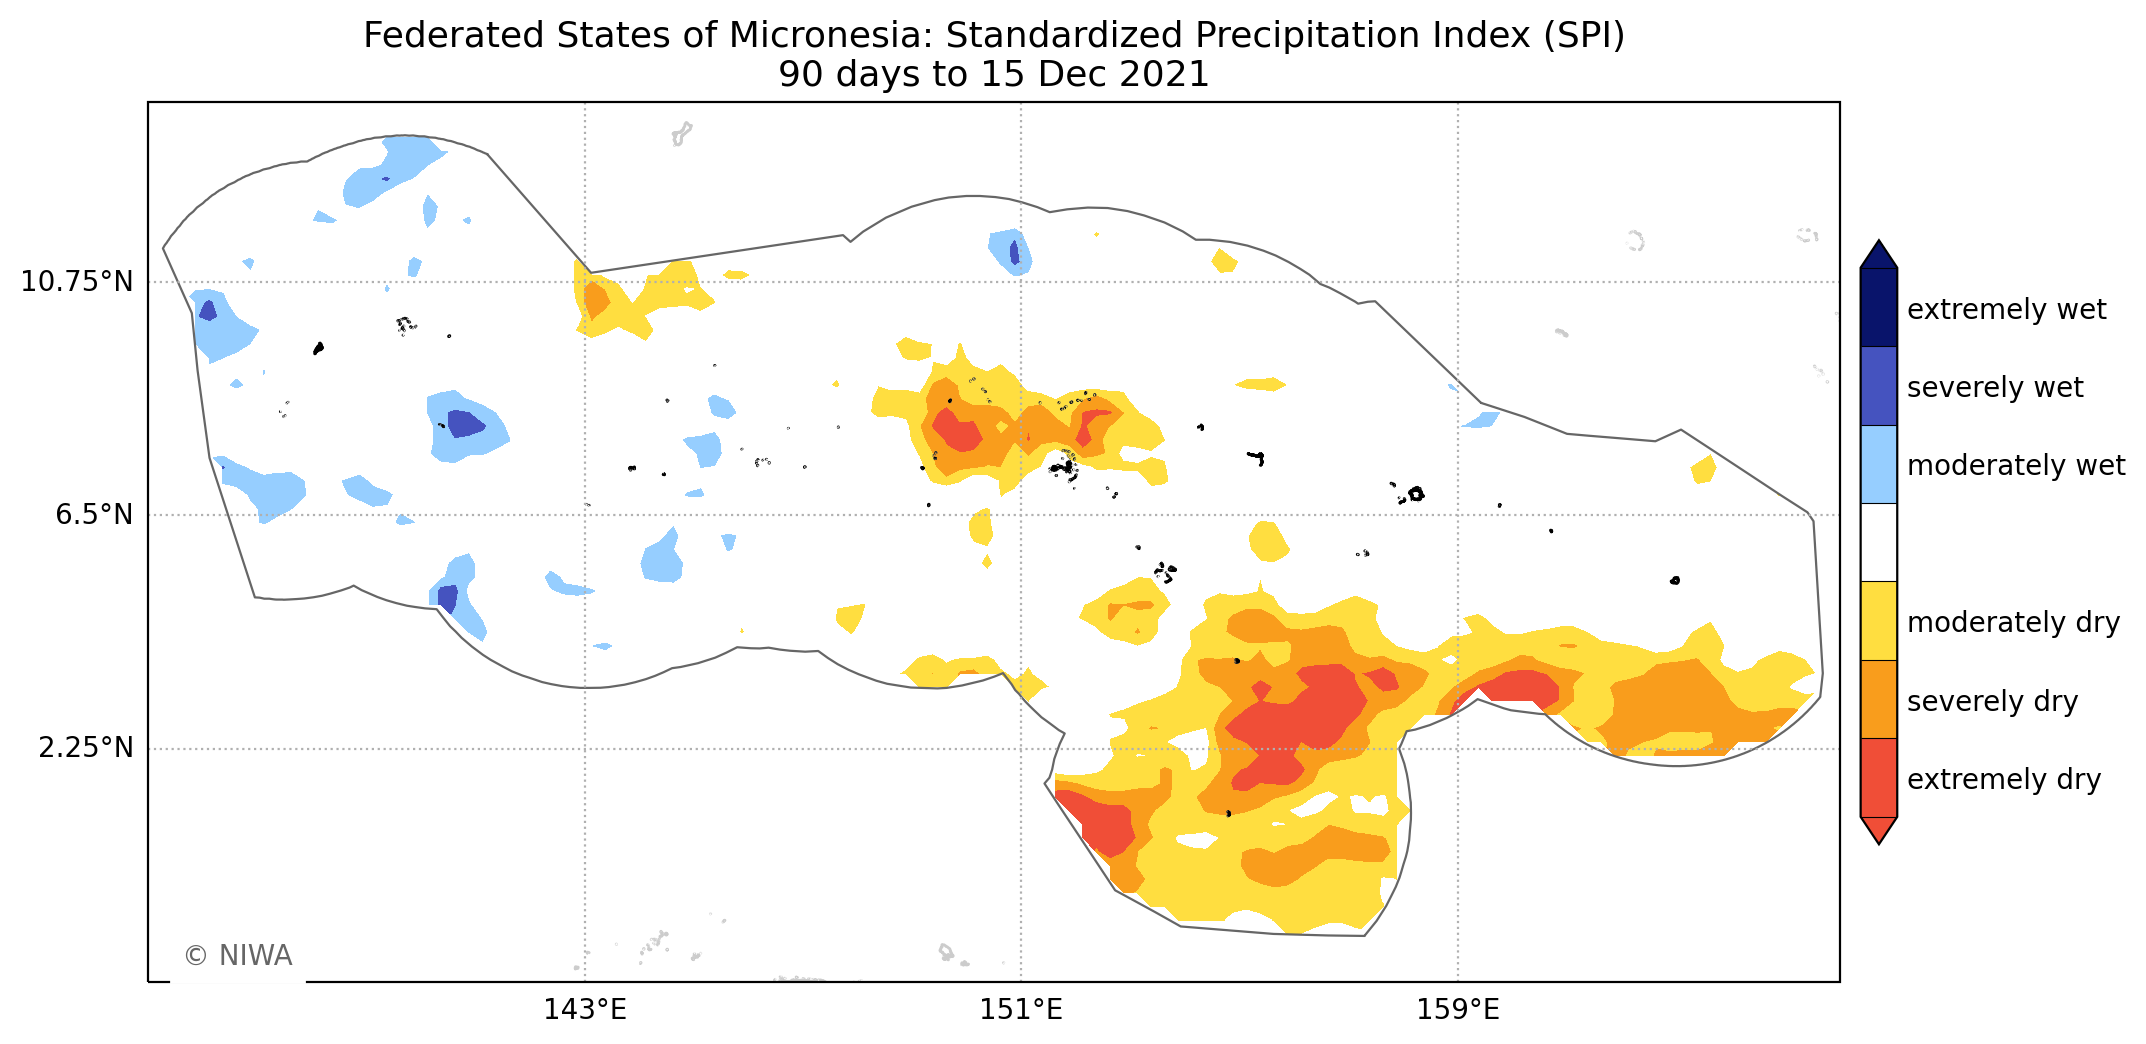 Federated States of Micronesia: Standardized Precipitation Index (SPI)
90 days to 15 Dec 2021
10.75°N
6.5°N
2.25°N
143°E
151°E
159°E
extremely wet
severely wet
moderately wet
moderately dry
severely dry
extremely dry
© NIWA